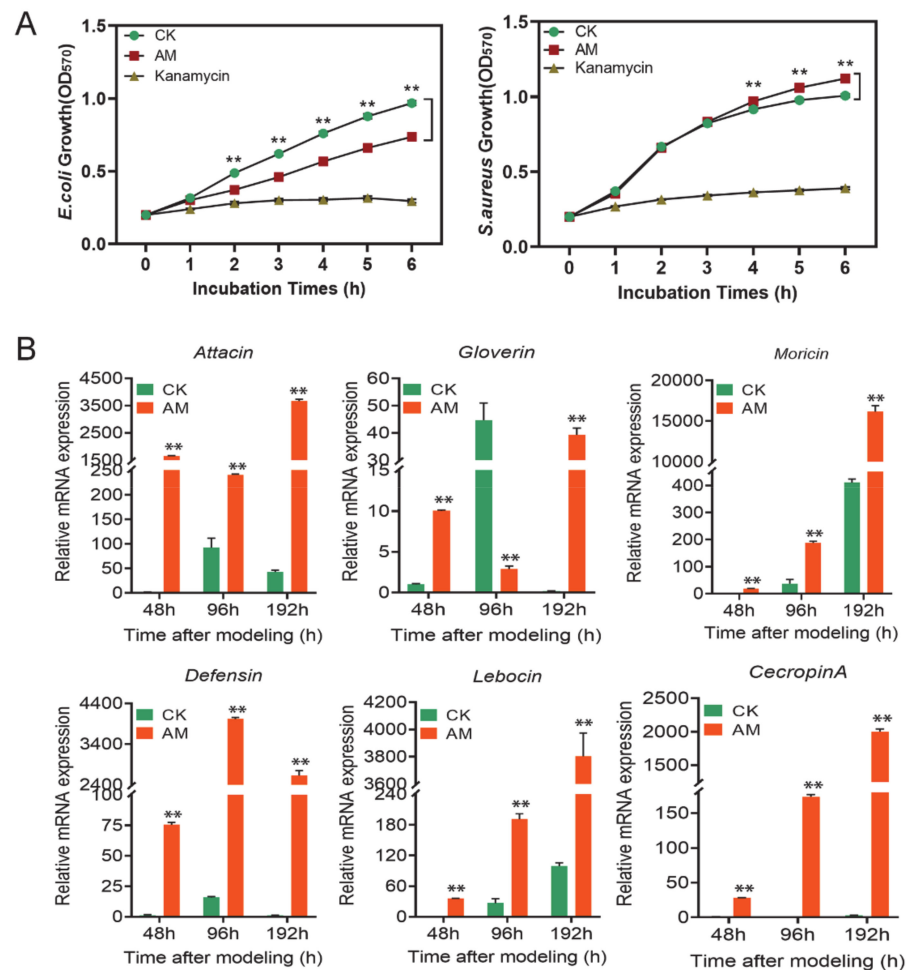 A
CK
AM
Kanamycin
E.coli Growth(OD570)
1.5
1.0
0.5
0.0
** ** ** ** **
0 1 2 3 4 5 6
Incubation Times (h)
CK
AM
Kanamycin
S.aureus Growth(OD570)
1.5
1.0
0.5
0.0
** ** **
0 1 2 3 4 5 6
Incubation Times (h)
B
Attacin
CK
AM
Relative mRNA expression
4500
3500
2500
1500
250
200
150
100
50
0
** ** **
48h 96h 192h
Time after modeling (h)
Gloverin
CK
AM
Relative mRNA expression
60
50
40
30
15
10
5
0
** ** **
48h 96h 192h
Time after modeling (h)
Moricin
CK
AM
Relative mRNA expression
20000
15000
10000
400
300
200
100
0
** ** **
48h 96h 192h
Time after modeling (h)
Defensin
CK
AM
Relative mRNA expression
4400
3400
2400
100
75
50
25
0
** ** **
48h 96h 192h
Time after modeling (h)
Lebocin
CK
AM
Relative mRNA expression
4200
4000
3800
3600
240
180
120
60
0
** ** **
48h 96h 192h
Time after modeling (h)
CecropinA
CK
AM
Relative mRNA expression
2500
2000
1500
1000
150
100
50
0
** ** **
48h 96h 192h
Time after modeling (h)